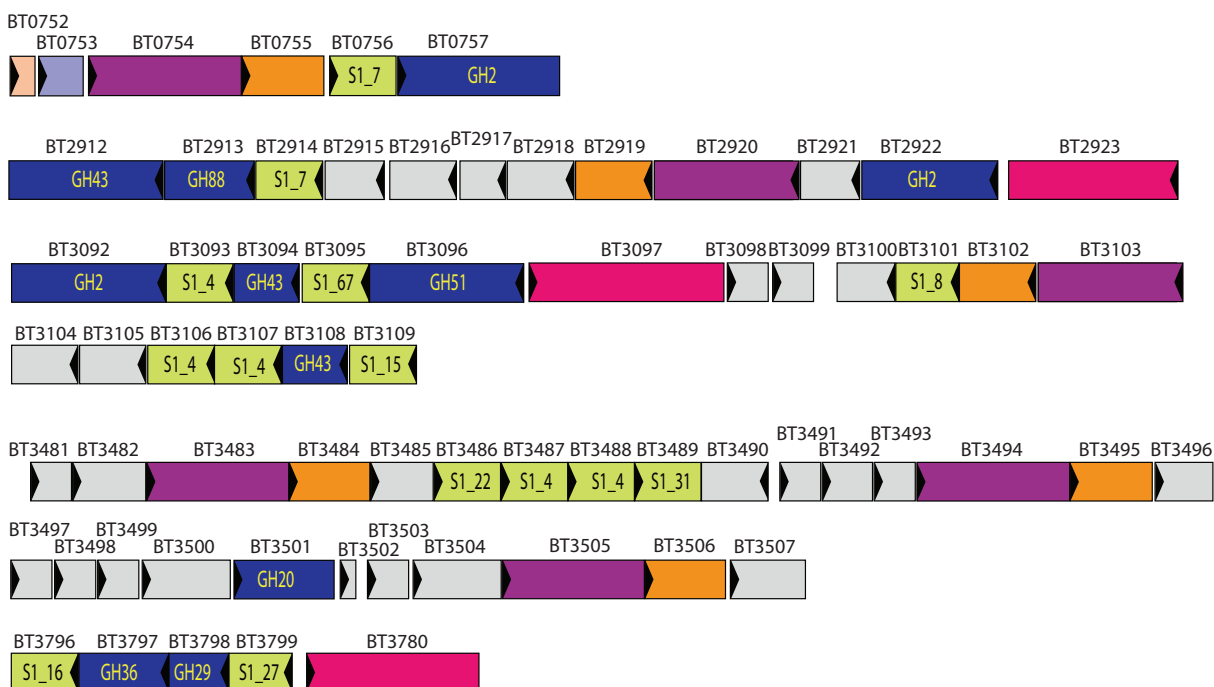 BT0752
BT0753 BT0754 BT0755 BT0756 BT0757
S1_7 GH2
BT2912 BT2913 BT2914 BT2915 BT2916 BT2917 BT2918 BT2919 BT2920 BT2921 BT2922 BT2923
GH43 GH88 S1_7 GH2
BT3092 BT3093 BT3094 BT3095 BT3096 BT3097 BT3098 BT3099 BT3100 BT3101 BT3102 BT3103
GH2 S1_4 GH43 S1_67 GH51 S1_8
BT3104 BT3105 BT3106 BT3107 BT3108 BT3109
S1_4 S1_4 GH43 S1_15
BT3491 BT3493
BT3481 BT3482 BT3483 BT3484 BT3485 BT3486 BT3487 BT3488 BT3489 BT3490 BT3492 BT3494 BT3495 BT3496
S1_22 S1_4 S1_4 S1_31
BT3497 BT3499 BT3503
BT3498 BT3500 BT3501 BT3502 BT3504 BT3505 BT3506 BT3507
GH20
BT3796 BT3797 BT3798 BT3799 BT3780
S1_16 GH36 GH29 S1_27